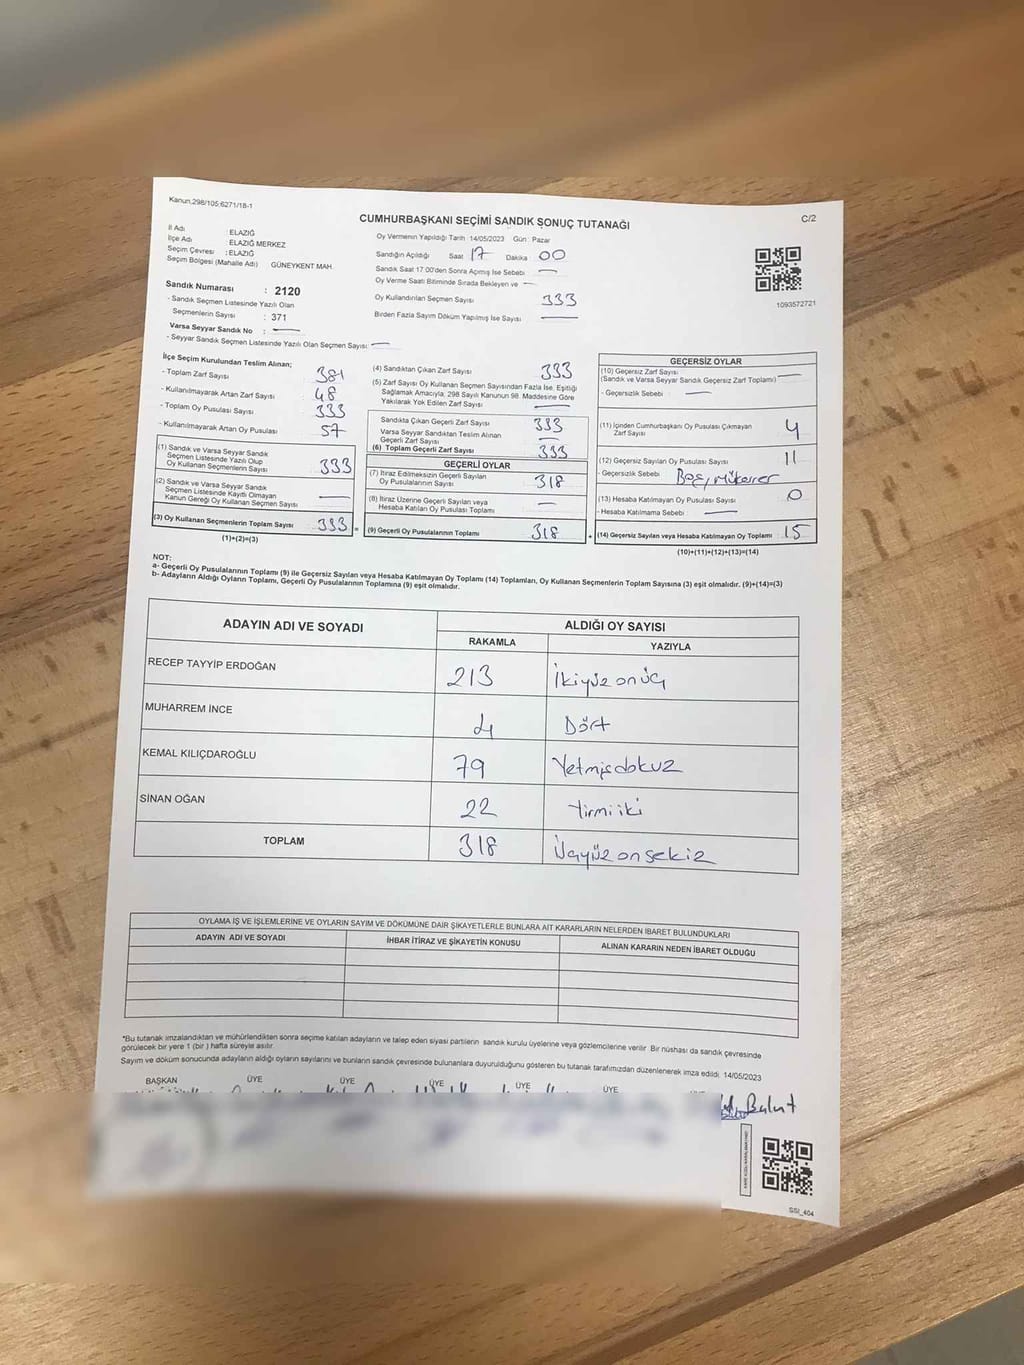 Kanun,298/105;6271/18-1
C/2
CUMHURBAŞKANI SEÇİMİ SANDIK SONUÇ TUTANAĞI
İl Adı : ELAZIĞ
İlçe Adı : ELAZIĞ MERKEZ
Seçim Çevresi : ELAZIĞ
Seçim Bölgesi (Mahalle Adı) GÜNEYKENT MAH.
Oy Vermenin Yapıldığı Tarih :14/05/2023 Gün : Pazar
Sandığın Açıldığı Saat 17 Dakika 00
Sandık Saat 17.00'den Sonra Açmış İse Sebebi —
Oy Verme Saati Bitiminde Sırada Bekleyen ve —
Oy Kullandırılan Seçmen Sayısı 333
Birden Fazla Sayım Döküm Yapılmış İse Sayısı —
1093572721
Sandık Numarası : 2120
- Sandık Seçmen Listesinde Yazılı Olan
Seçmenlerin Sayısı : 371
Varsa Seyyar Sandık No : —
- Seyyar Sandık Seçmen Listesinde Yazılı Olan Seçmen Sayısı: —
İlçe Seçim Kurulundan Teslim Alınan;
- Toplam Zarf Sayısı 381
- Kullanılmayarak Artan Zarf Sayısı 48
- Toplam Oy Pusulası Sayısı 333
- Kullanılmayarak Artan Oy Pusulası 57
(1) Sandık ve Varsa Seyyar Sandık
Seçmen Listesinde Yazılı Olup
Oy Kullanan Seçmenlerin Sayısı 333
(2) Sandık ve Varsa Seyyar Sandık
Seçmen Listesinde Kayıtlı Olmayan
Kanun Gereği Oy Kullanan Seçmen Sayısı —
(3) Oy Kullanan Seçmenlerin Toplam Sayısı 333 =
(1)+(2)=(3)
(4) Sandıktan Çıkan Zarf Sayısı 333
(5) Zarf Sayısı Oy Kullanan Seçmen Sayısından Fazla İse, Eşitliği
Sağlamak Amacıyla, 298 Sayılı Kanunun 98. Maddesine Göre
Yakılarak Yok Edilen Zarf Sayısı —
Sandıkta Çıkan Geçerli Zarf Sayısı 333
Varsa Seyyar Sandıktan Teslim Alınan
Geçerli Zarf Sayısı —
(6) Toplam Geçerli Zarf Sayısı 333
GEÇERLİ OYLAR
(7) İtiraz Edilmeksizin Geçerli Sayılan
Oy Pusulasının Sayısı 318
(8) İtiraz Üzerine Geçerli Sayılan veya
Hesaba Katılan Oy Pusulası Toplamı —
(9) Geçerli Oy Pusulalarının Toplamı 318 +
GEÇERSİZ OYLAR
(10) Geçersiz Zarf Sayısı
(Sandık ve Varsa Seyyar Sandık Geçersiz Zarf Toplamı) —
- Geçersizlik Sebebi : —
(11) İçinden Cumhurbaşkanı Oy Pusulası Çıkmayan
Zarf Sayısı 4
(12) Geçersiz Sayılan Oy Pusulası Sayısı 11
- Geçersizlik Sebebi : Boş, Mükerrer
(13) Hesaba Katılmayan Oy Pusulası Sayısı 0
- Hesaba Katılmama Sebebi : —
(14) Geçersiz Sayılan veya Hesaba Katılmayan Oy Toplamı 15
(10)+(11)+(12)+(13)=(14)
NOT:
a- Geçerli Oy Pusulalarının Toplamı (9) ile Geçersiz Sayılan veya Hesaba Katılmayan Oy Toplamı (14) Toplamları, Oy Kullanan Seçmenlerin Toplam Sayısına (3) eşit olmalıdır. (9)+(14)=(3)
b- Adayların Aldığı Oyların Toplamı, Geçerli Oy Pusulalarının Toplamına (9) eşit olmalıdır.
ADAYIN ADI VE SOYADI ALDIĞI OY SAYISI
RAKAMLA YAZIYLA
RECEP TAYYİP ERDOĞAN 213 İkiyüz onüç
MUHARREM İNCE 4 Dört
KEMAL KILIÇDAROĞLU 79 Yetmişdokuz
SİNAN OĞAN 22 Yirmiiki
TOPLAM 318 Üçyüz onsekiz
OYLAMA İŞ VE İŞLEMLERİNE VE OYLARIN SAYIM VE DÖKÜMÜNE DAİR ŞİKAYETLERLE BUNLARA AİT KARARLARIN NELERDEN İBARET BULUNDUKLARI
ADAYIN ADI VE SOYADI İHBAR İTİRAZ VE ŞİKAYETİN KONUSU ALINAN KARARIN NEDEN İBARET OLDUĞU
"Bu tutanak imzalandıktan ve mühürlendikten sonra seçime katılan adayların ve talep eden siyasi partilerin sandık kurulu üyelerine veya gözlemcilerine verilir. Bir nüshası da sandık çevresinde
görülecek bir yere 1 (bir ) hafta süreyle asılır.
Sayım ve döküm sonucunda adayların aldığı oyların sayılarını ve bunların sandık çevresinde bulunanlara duyurulduğunu gösteren bu tutanak tarafımızdan düzenlenerek imza edildi. 14/05/2023
BAŞKAN ÜYE ÜYE ÜYE ÜYE ÜYE
Bulut
SSİ_404